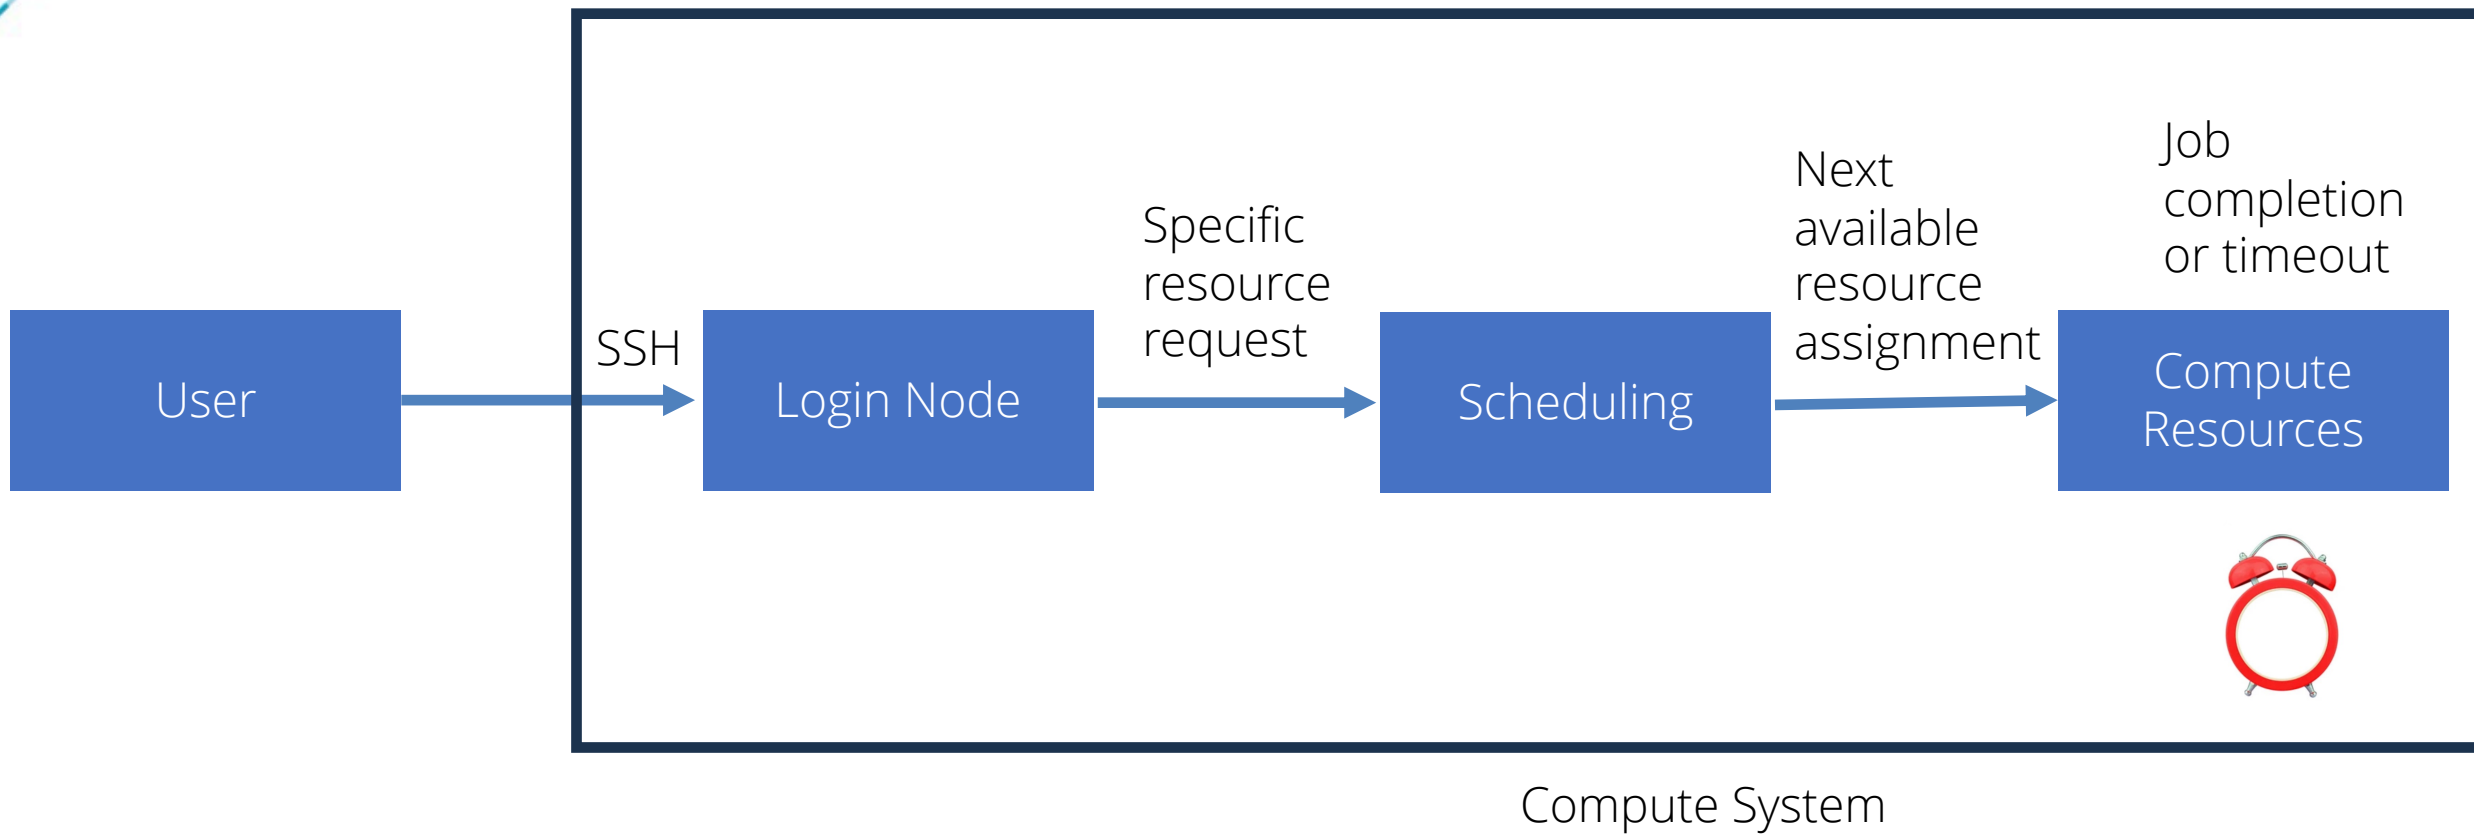 User
SSH
Login Node
Specific
resource
request
Scheduling
Next
available
resource
assignment
Job
completion
or timeout
Compute
Resources
Compute System